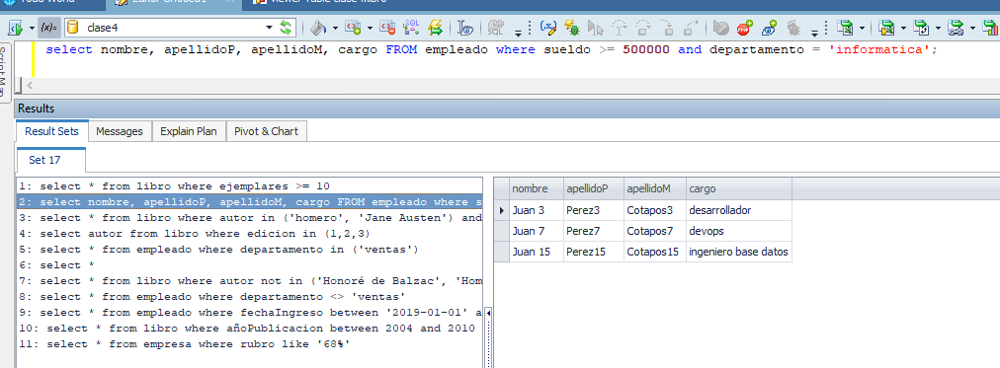 clase4
select nombre, apellidoP, apellidoM, cargo FROM empleado where sueldo >= 500000 and departamento = 'informatica';
Script Map
Results
Result Sets Messages Explain Plan Pivot & Chart
Set 17
1: select * from libro where ejemplares >= 10
2: select nombre, apellidoP, apellidoM, cargo FROM empleado where s
3: select * from libro where autor in ('homero', 'Jane Austen') and
4: select autor from libro where edicion in (1,2,3)
5: select * from empleado where departamento in ('ventas')
6: select *
7: select * from libro where autor not in ('Honoré de Balzac', 'Hom
8: select * from empleado where departamento <> 'ventas'
9: select * from empleado where fechaIngreso between '2019-01-01' a
10: select * from libro where añoPublicacion between 2004 and 2010
11: select * from empresa where rubro like '68%'
nombre apellidoP apellidoM cargo
Juan 3 Perez3 Cotapos3 desarrollador
Juan 7 Perez7 Cotapos7 devops
Juan 15 Perez15 Cotapos15 ingeniero base datos